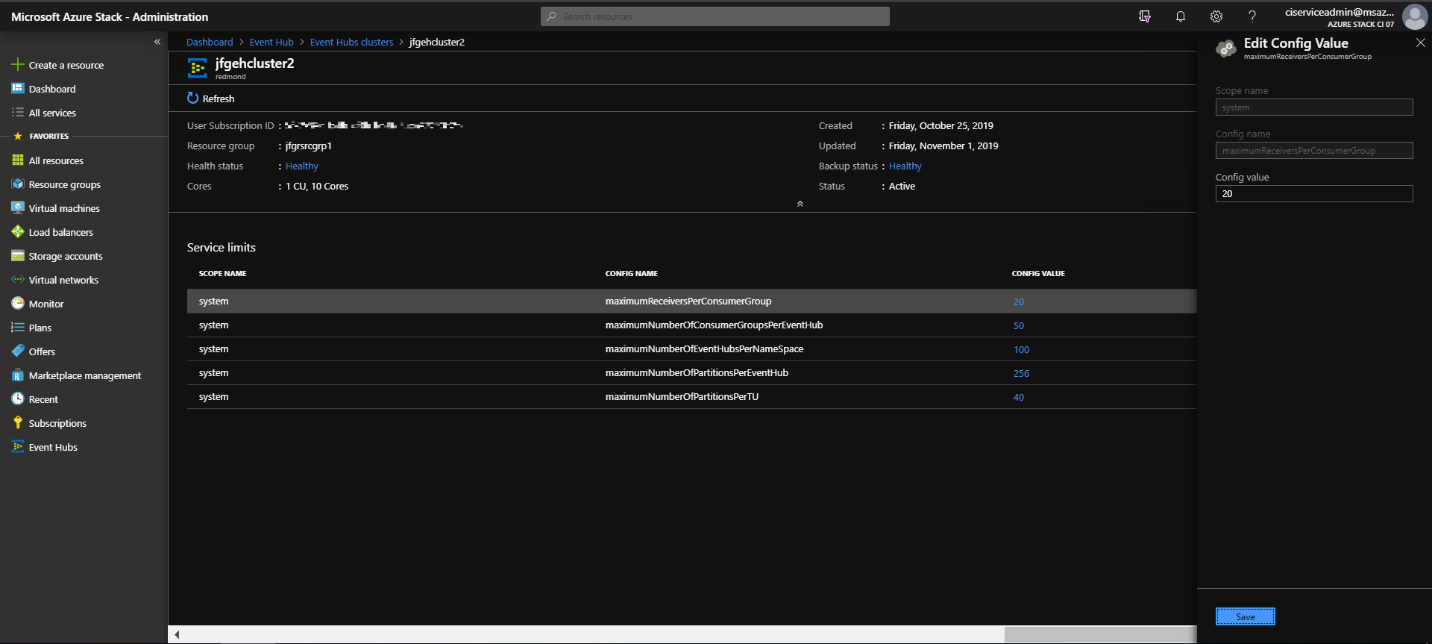 Microsoft Azure Stack - Administration
Search resources
ciserviceadmin@msaz...
AZURE STACK CI 07
«
Create a resource
Dashboard
All services
FAVORITES
All resources
Resource groups
Virtual machines
Load balancers
Storage accounts
Virtual networks
Monitor
Plans
Offers
Marketplace management
Recent
Subscriptions
Event Hubs
Dashboard > Event Hub > Event Hubs clusters > jfgehcluster2
jfgehcluster2
redmond
Refresh
User Subscription ID :
Resource group : jfgrsrcgrp1
Health status : Healthy
Cores : 1 CU, 10 Cores
Created : Friday, October 25, 2019
Updated : Friday, November 1, 2019
Backup status : Healthy
Status : Active
Service limits
SCOPE NAME CONFIG NAME CONFIG VALUE
system maximumReceiversPerConsumerGroup 20
system maximumNumberOfConsumerGroupsPerEventHub 50
system maximumNumberOfEventHubsPerNameSpace 100
system maximumNumberOfPartitionsPerEventHub 256
system maximumNumberOfPartitionsPerTU 40
Edit Config Value
maximumReceiversPerConsumerGroup
Scope name
system
Config name
maximumReceiversPerConsumerGroup
Config value
20
Save